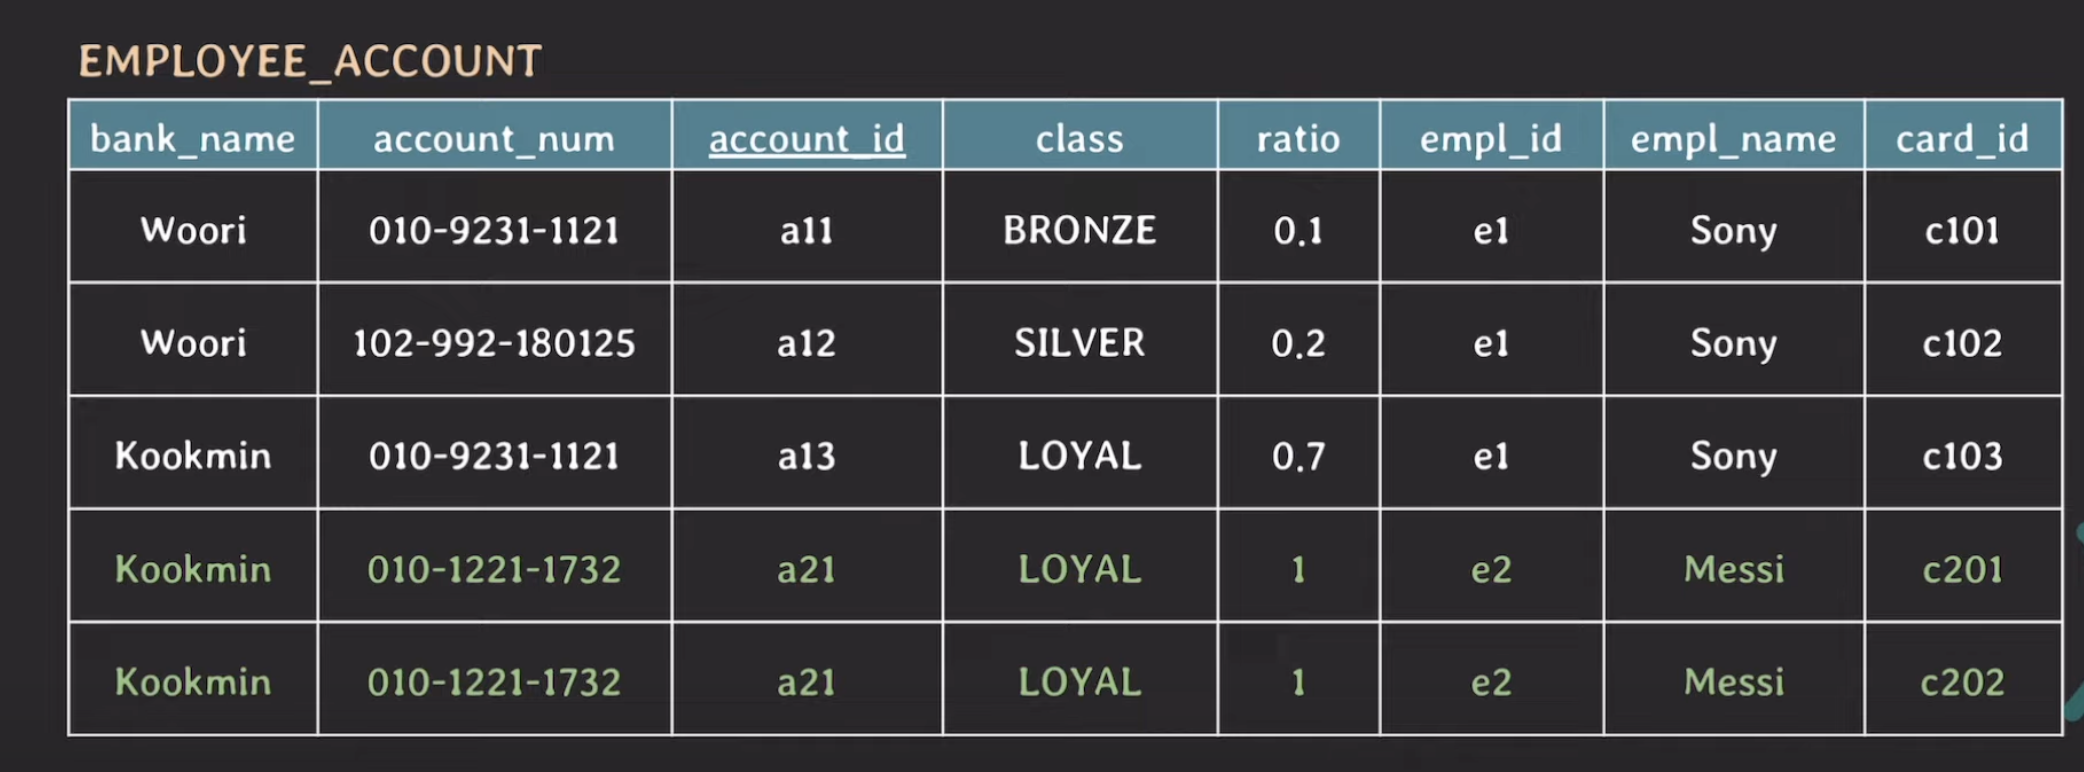 EMPLOYEE_ACCOUNT
bank_name account_num account_id class ratio empl_id empl_name card_id
Woori 010-9231-1121 a11 BRONZE 0.1 e1 Sony c101
Woori 102-992-180125 a12 SILVER 0.2 e1 Sony c102
Kookmin 010-9231-1121 a13 LOYAL 0.7 e1 Sony c103
Kookmin 010-1221-1732 a21 LOYAL 1 e2 Messi c201
Kookmin 010-1221-1732 a21 LOYAL 1 e2 Messi c202